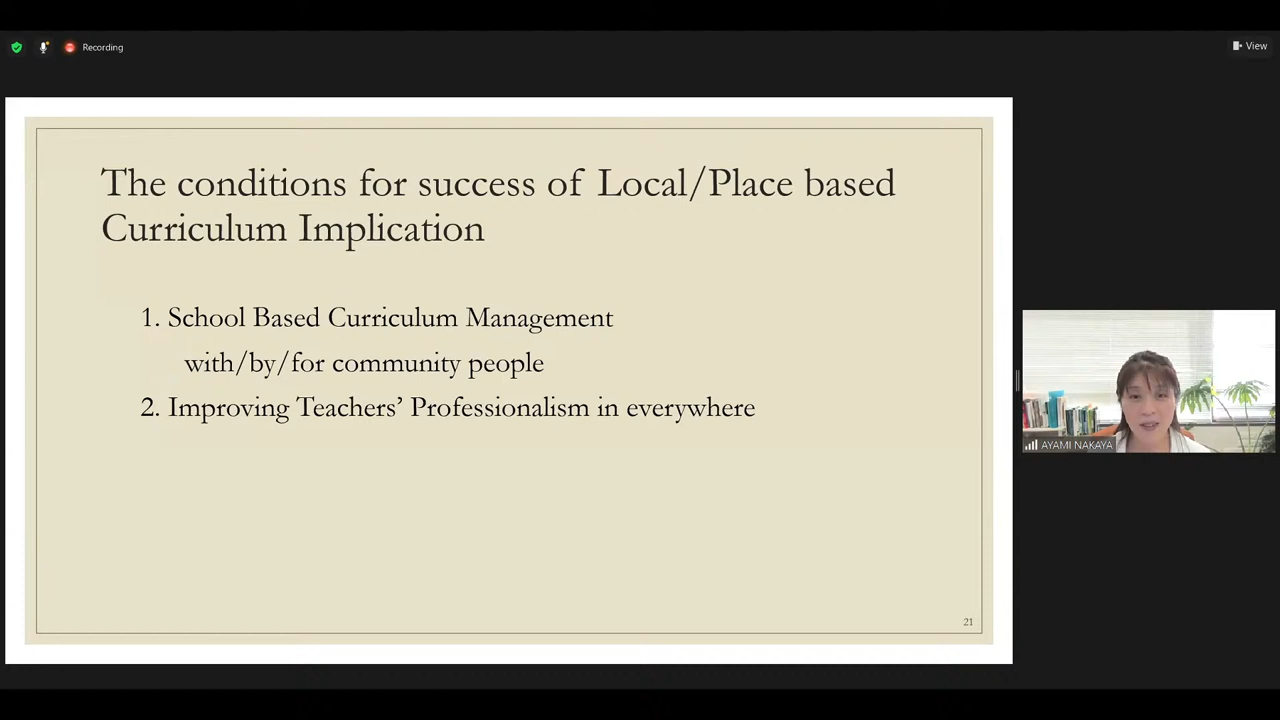 Recording
View
The conditions for success of Local/Place based
Curriculum Implication
1. School Based Curriculum Management
with/by/for community people
2. Improving Teachers’ Professionalism in everywhere
21
AYAMI NAKAYA